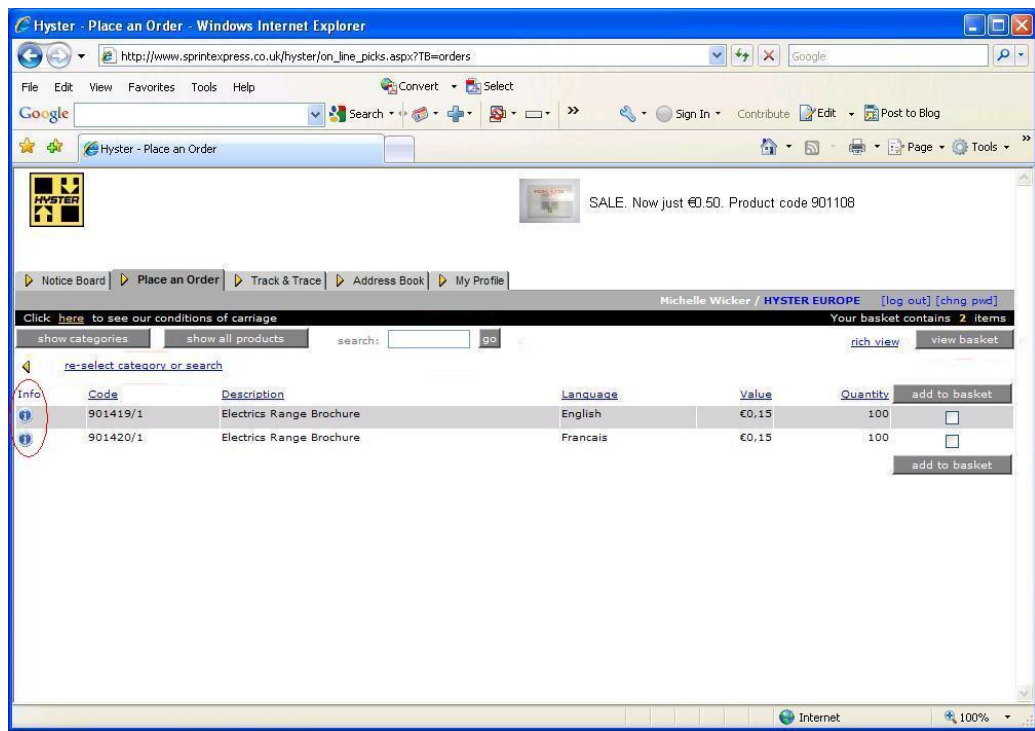 Hyster - Place an Order - Windows Internet Explorer
http://www.sprintexpress.co.uk/hyster/on_line_picks.aspx?TB=orders
Google
File Edit View Favorites Tools Help Convert Select
Google Search Sign In Contribute Edit Post to Blog
Hyster - Place an Order Page Tools
HYSTER
SALE. Now just €0.50. Product code 901108
Notice Board Place an Order Track & Trace Address Book My Profile
Michelle Wicker / HYSTER EUROPE [log out] [chng pwd]
Click here to see our conditions of carriage Your basket contains 2 items
show categories show all products search: go rich view view basket
re-select category or search
Info Code Description Language Value Quantity add to basket
901419/1 Electrics Range Brochure English €0,15 100
901420/1 Electrics Range Brochure Francais €0,15 100
add to basket
Internet 100%